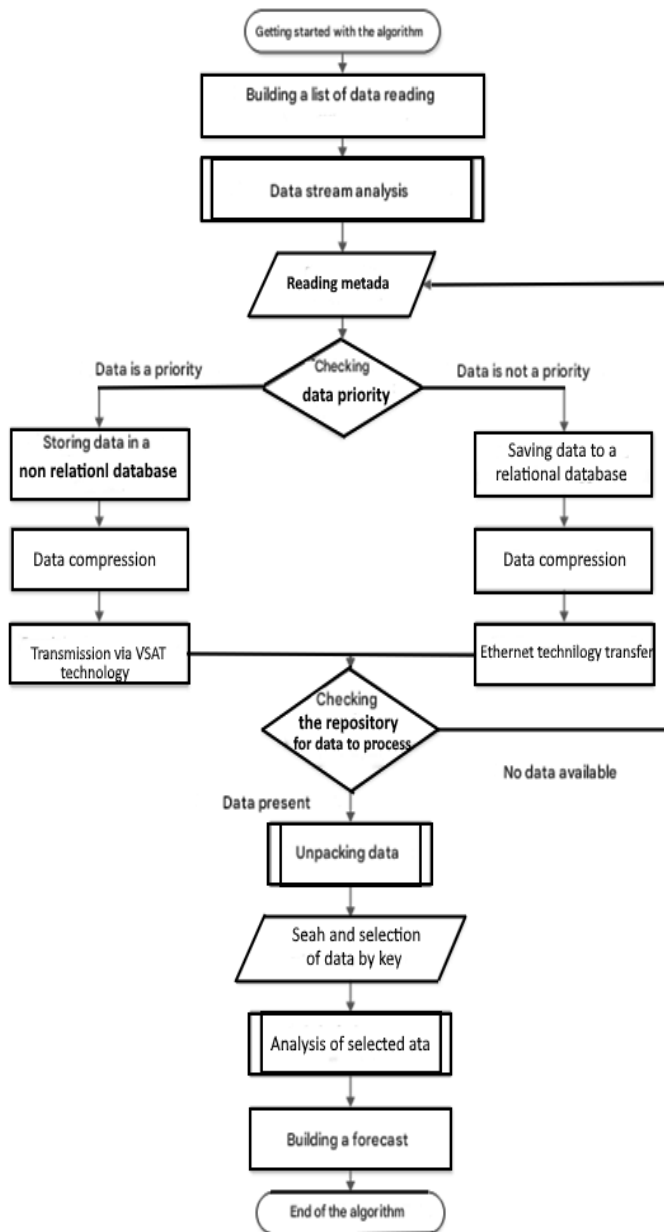 Getting started with the algorithm
Building a list of data reading
Data stream analysis
Reading metada
Checking
data priority
Data is a priority
Data is not a priority
Storing data in a
non relationl database
Saving data to a
relational database
Data compression
Data compression
Transmission via VSAT
technology
Ethernet technilogy transfer
Checking
the repository
for data to process
No data available
Data present
Unpacking data
Seah and selection
of data by key
Analysis of selected ata
Building a forecast
End of the algorithm